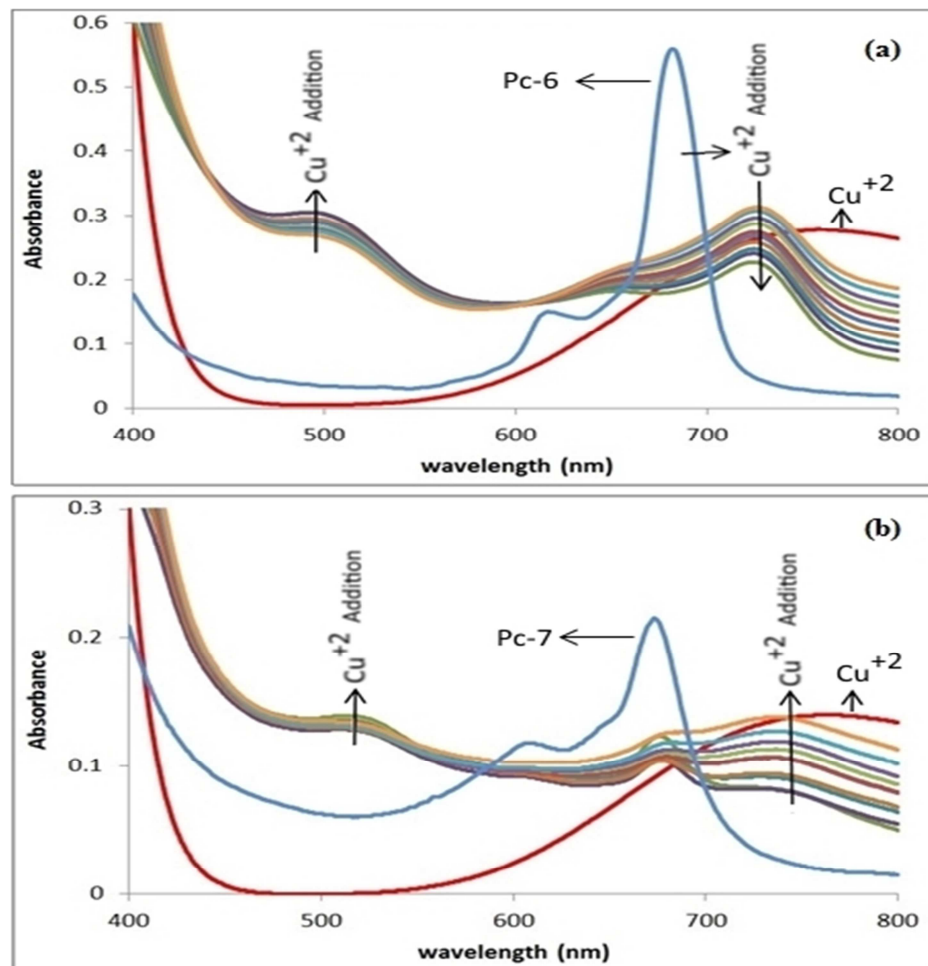 (a)
0.6
0.5
0.4
0.3
0.2
0.1
0
Absorbance
Cu+2 Addition
Pc-6
Cu+2 Addition
Cu+2
400
500
600
700
800
wavelength (nm)
(b)
0.3
0.2
0.1
0
Absorbance
Cu+2 Addition
Pc-7
Cu+2 Addition
Cu+2
400
500
600
700
800
wavelength (nm)